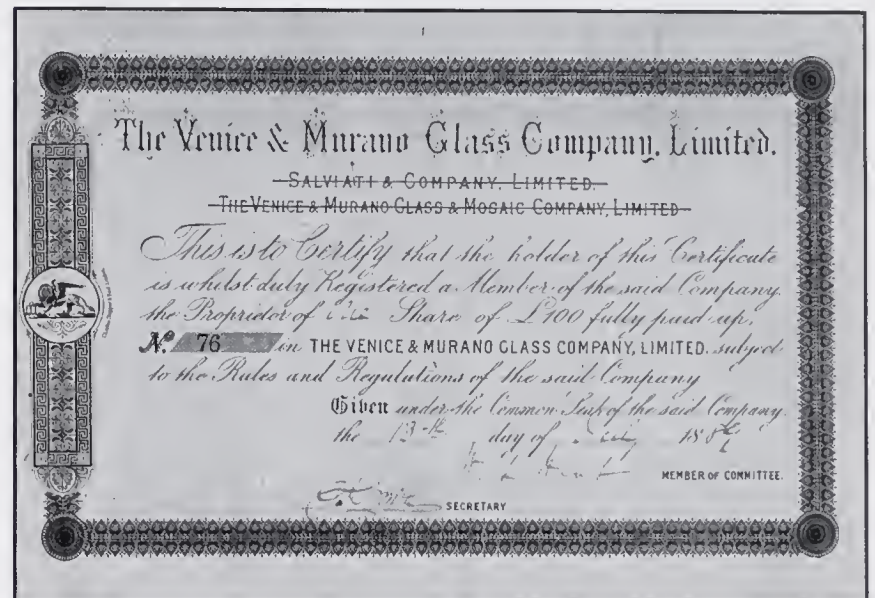 The Venice & Murano Glass Company, Limited.
SALVIATI & COMPANY, LIMITED.
THE VENICE & MURANO GLASS & MOSAIC COMPANY, LIMITED
This is to Certify that the holder of this Certificate
is whilst duly Registered a Member of the said Company
the Proprietor of Share of £100 fully paid up,
No. 76 in THE VENICE & MURANO GLASS COMPANY, LIMITED. subject
to the Rules and Regulations of the said Company
Given under the Common Seal of the said Company
the 13th day of 188
MEMBER OF COMMITTEE.
SECRETARY